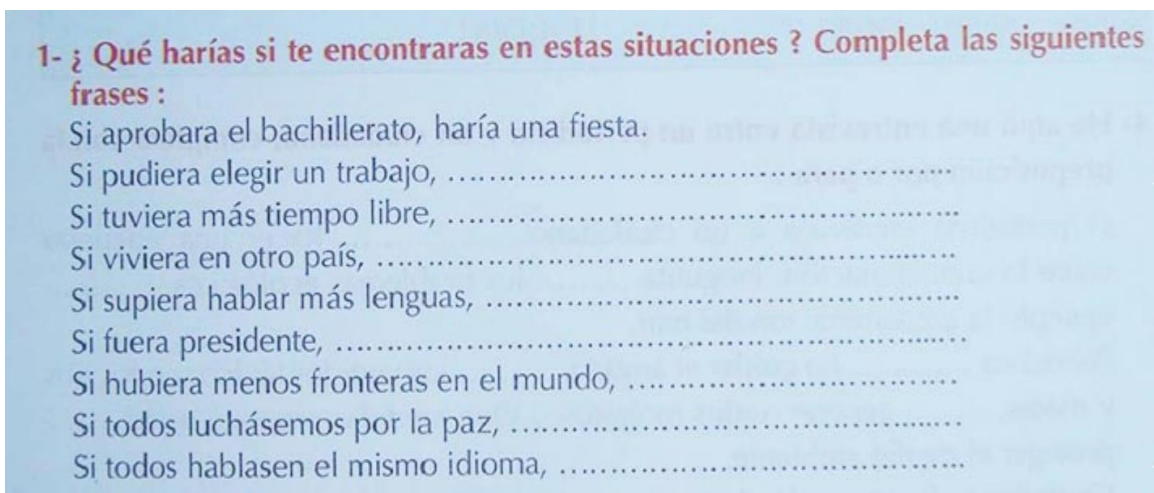 1- ¿ Qué harías si te encontraras en estas situaciones ? Completa las siguientes
frases :
Si aprobara el bachillerato, haría una fiesta.
Si pudiera elegir un trabajo, ..........................................................
Si tuviera más tiempo libre, ..........................................................
Si viviera en otro país, ..................................................................
Si supiera hablar más lenguas, ......................................................
Si fuera presidente, .......................................................................
Si hubiera menos fronteras en el mundo, ......................................
Si todos luchásemos por la paz, ....................................................
Si todos hablasen el mismo idioma, ..............................................